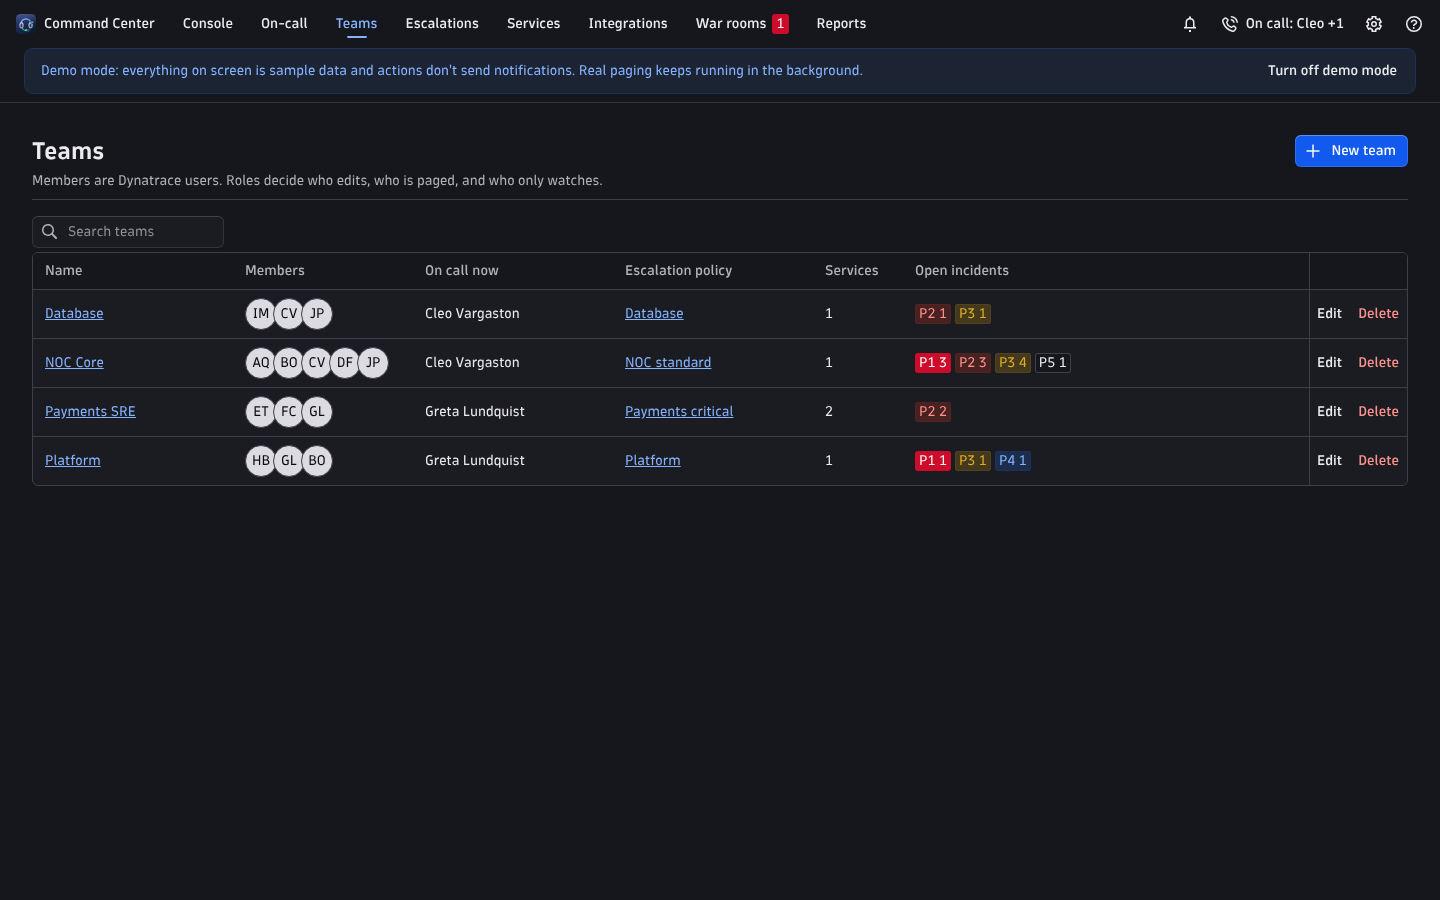 Command Center Console On-call Teams Escalations Services Integrations War rooms 1 Reports On call: Cleo +1
Demo mode: everything on screen is sample data and actions don't send notifications. Real paging keeps running in the background. Turn off demo mode
Teams
New team
Members are Dynatrace users. Roles decide who edits, who is paged, and who only watches.
Search teams
Name Members On call now Escalation policy Services Open incidents
Database IM CV JP Cleo Vargaston Database 1 P2 1 P3 1 Edit Delete
NOC Core AQ BO CV DF JP Cleo Vargaston NOC standard 1 P1 3 P2 3 P3 4 P5 1 Edit Delete
Payments SRE ET FC GL Greta Lundquist Payments critical 2 P2 2 Edit Delete
Platform HB GL BO Greta Lundquist Platform 1 P1 1 P3 1 P4 1 Edit Delete